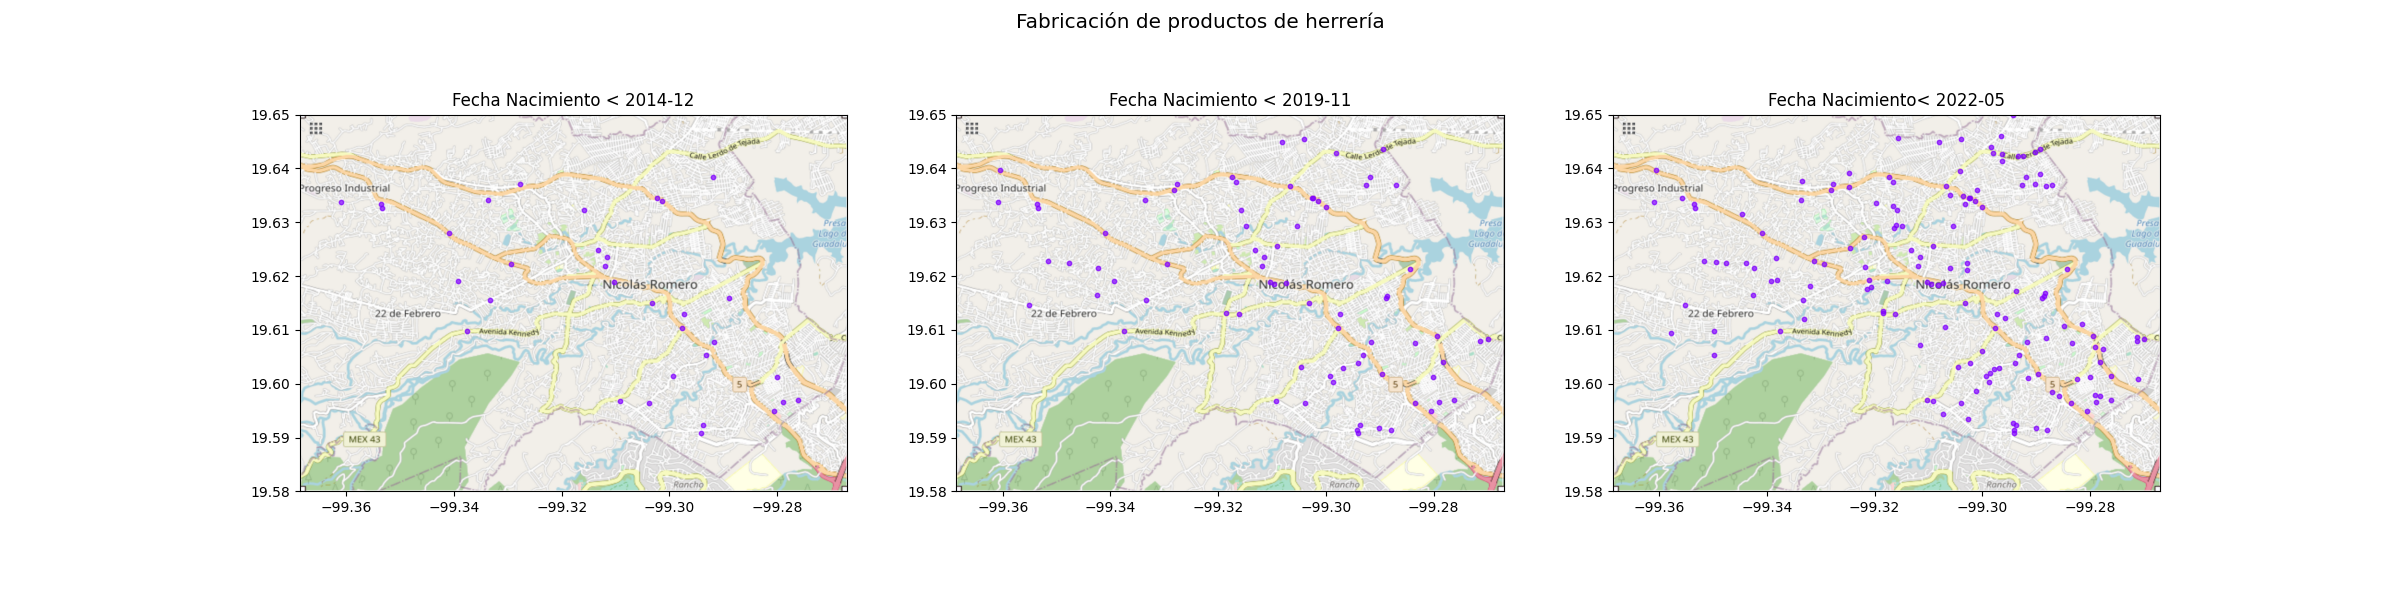 Fabricación de productos de herrería
Fecha Nacimiento < 2014-12
19.65
19.64
19.63
19.62
19.61
19.60
19.59
19.58
−99.36
−99.34
−99.32
−99.30
−99.28
Calle Lerdo de Tejada
Progreso Industrial
Presa
Lago d
Guadalu
Nicolás Romero
22 de Febrero
Avenida Kennedy
5
MEX 43
Rancho
Fecha Nacimiento < 2019-11
19.65
19.64
19.63
19.62
19.61
19.60
19.59
19.58
−99.36
−99.34
−99.32
−99.30
−99.28
Calle Lerdo de Tejada
Progreso Industrial
Presa
Lago d
Guadalu
Nicolás Romero
22 de Febrero
Avenida Kennedy
5
MEX 43
Rancho
Fecha Nacimiento< 2022-05
19.65
19.64
19.63
19.62
19.61
19.60
19.59
19.58
−99.36
−99.34
−99.32
−99.30
−99.28
Calle Lerdo de Tejada
Progreso Industrial
Presa
Lago d
Guadalu
Nicolás Romero
22 de Febrero
Avenida Kennedy
5
MEX 43
Rancho